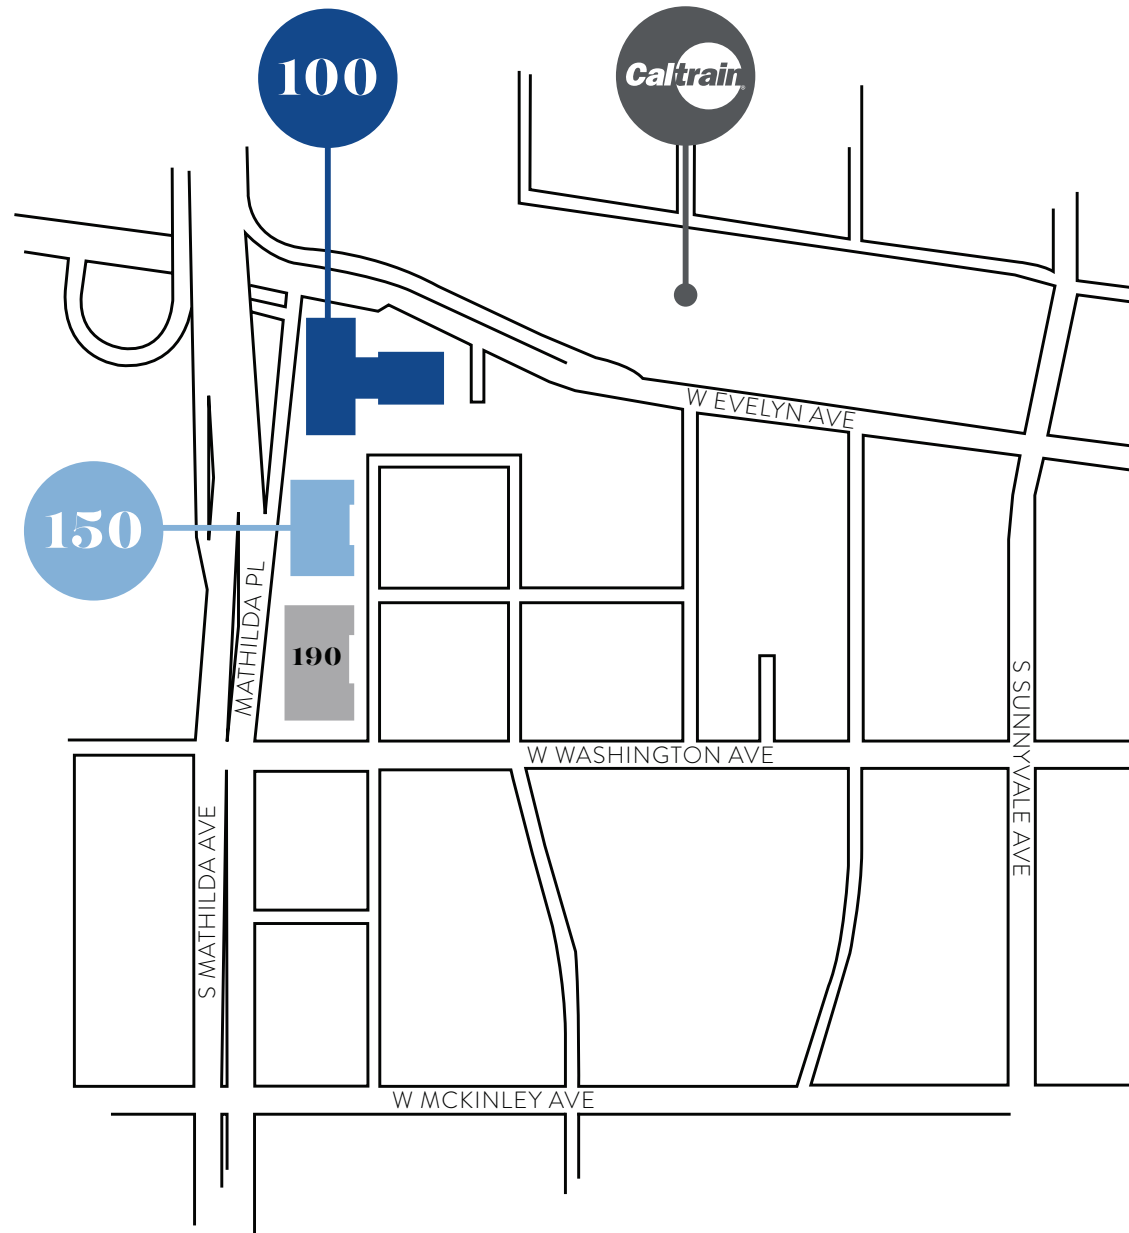 100
Caltrain®
W EVELYN AVE
150
MATHILDA PL
190
S SUNNYVALE AVE
W WASHINGTON AVE
S MATHILDA AVE
W MCKINLEY AVE